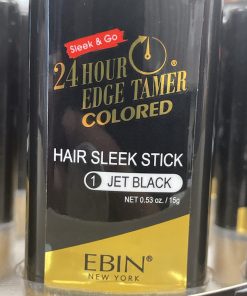 Sleek & Go
24 HOUR®
EDGE TAMER
COLORED
HAIR SLEEK STICK
1 JET BLACK
NET 0.53 oz. / 15g
EBIN®
NEW YORK